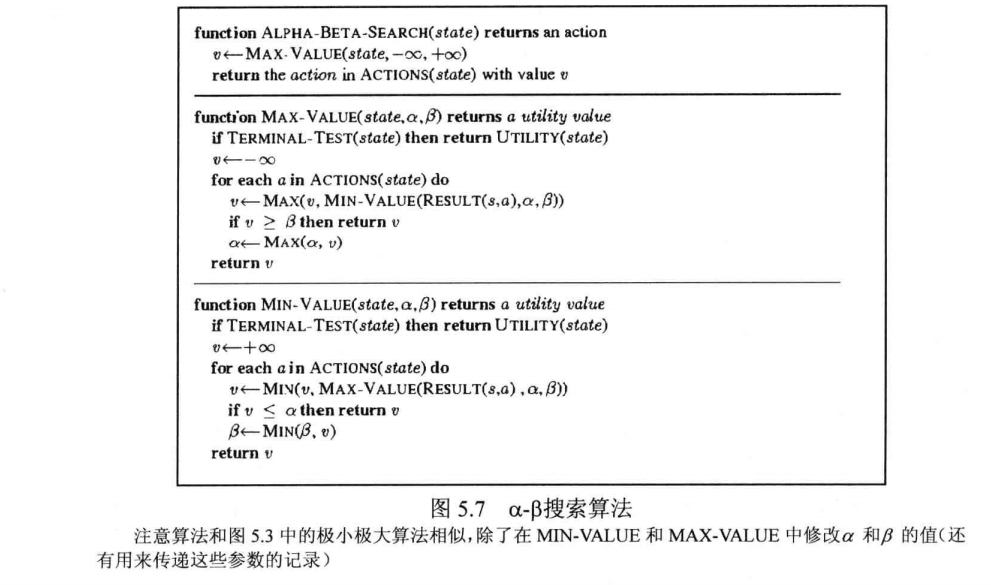 function ALPHA-BETA-SEARCH(state) returns an action
v←MAX-VALUE(state,−∞,+∞)
return the action in ACTIONS(state) with value v
function MAX-VALUE(state,α,β) returns a utility value
if TERMINAL-TEST(state) then return UTILITY(state)
v←−∞
for each a in ACTIONS(state) do
v←MAX(v, MIN-VALUE(RESULT(s,a),α,β))
if v ≥ β then return v
α←MAX(α, v)
return v
function MIN-VALUE(state,α,β) returns a utility value
if TERMINAL-TEST(state) then return UTILITY(state)
v←+∞
for each a in ACTIONS(state) do
v←MIN(v, MAX-VALUE(RESULT(s,a) ,α,β))
if v ≤ α then return v
β←MIN(β, v)
return v
图 5.7 α-β搜索算法
注意算法和图 5.3 中的极小极大算法相似,除了在 MIN-VALUE 和 MAX-VALUE 中修改α 和β 的值(还
有用来传递这些参数的记录)